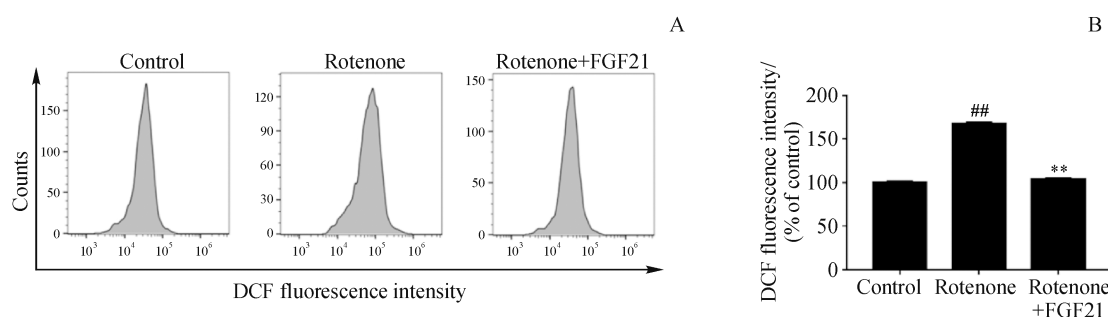 A
Control
Rotenone
Rotenone+FGF21
Counts
150
100
50
0
10³ 10⁴ 10⁵ 10⁶
120
90
60
30
0
10³ 10⁴ 10⁵ 10⁶
150
100
50
0
10³ 10⁴ 10⁵ 10⁶
DCF fluorescence intensity
B
DCF fluorescence intensity/
(% of control)
200
150
100
50
0
##
**
Control
Rotenone
Rotenone
+FGF21